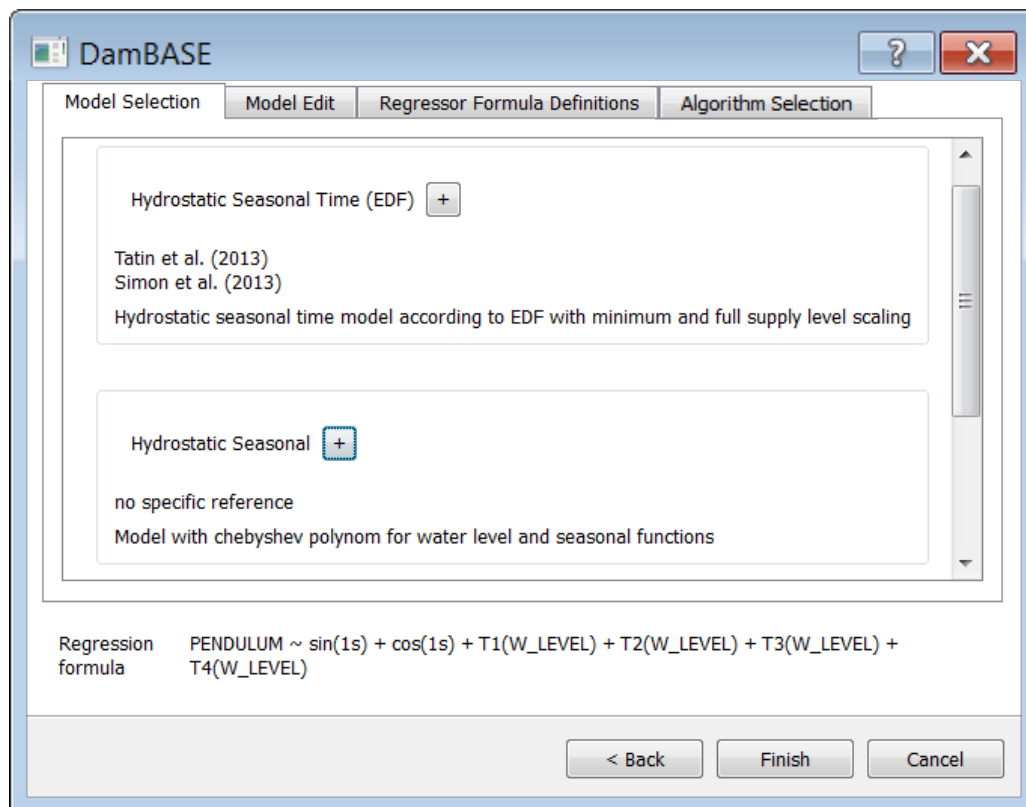 DamBASE
Model Selection Model Edit Regressor Formula Definitions Algorithm Selection
Hydrostatic Seasonal Time (EDF) +
Tatin et al. (2013)
Simon et al. (2013)
Hydrostatic seasonal time model according to EDF with minimum and full supply level scaling
Hydrostatic Seasonal +
no specific reference
Model with chebyshev polynom for water level and seasonal functions
Regression PENDULUM ~ sin(1s) + cos(1s) + T1(W_LEVEL) + T2(W_LEVEL) + T3(W_LEVEL) +
formula T4(W_LEVEL)
< Back Finish Cancel